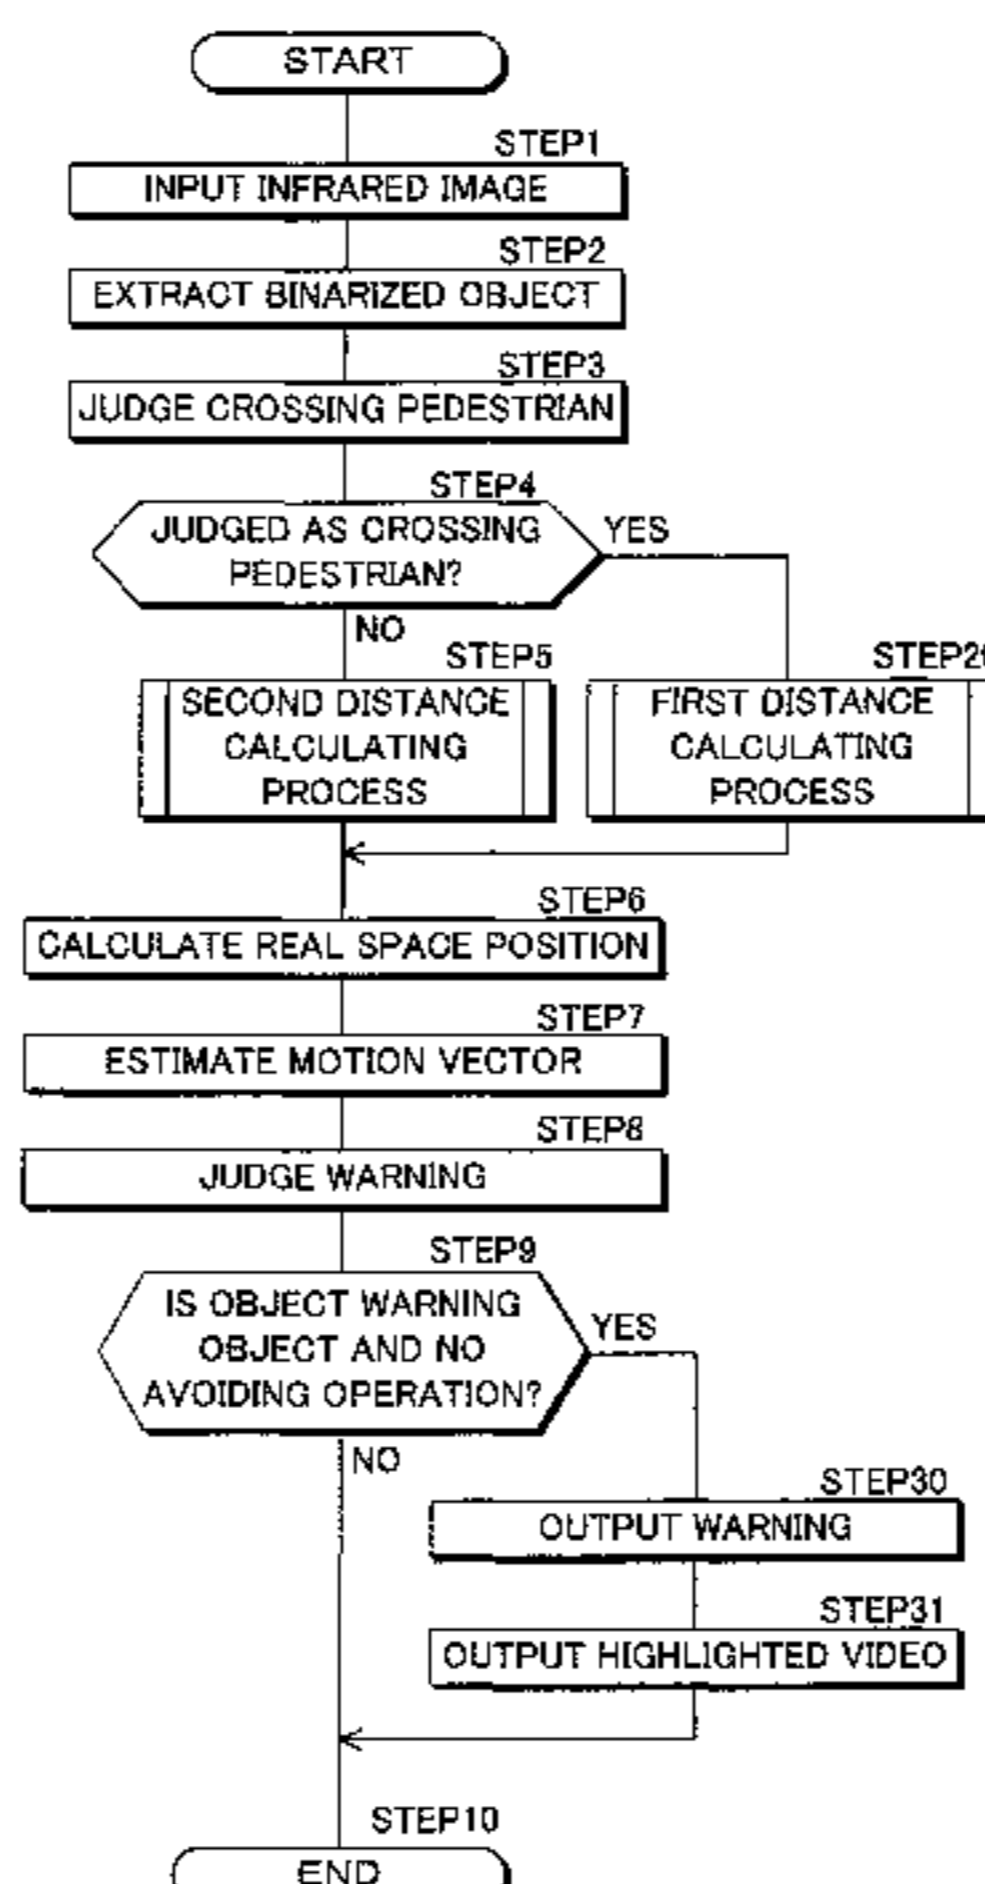 START
STEP1
INPUT INFRARED IMAGE
STEP2
EXTRACT BINARIZED OBJECT
STEP3
JUDGE CROSSING PEDESTRIAN
STEP4
JUDGED AS CROSSING
PEDESTRIAN?
YES
NO
STEP5
SECOND DISTANCE
CALCULATING
PROCESS
FIRST DISTANCE
CALCULATING
PROCESS
STEP6
CALCULATE REAL SPACE POSITION
STEP7
ESTIMATE MOTION VECTOR
STEP8
JUDGE WARNING
STEP9
IS OBJECT WARNING
OBJECT AND NO
AVOIDING OPERATION?
YES
NO
STEP30
OUTPUT WARNING
STEP31
OUTPUT HIGHLIGHTED VIDEO
STEP10
END